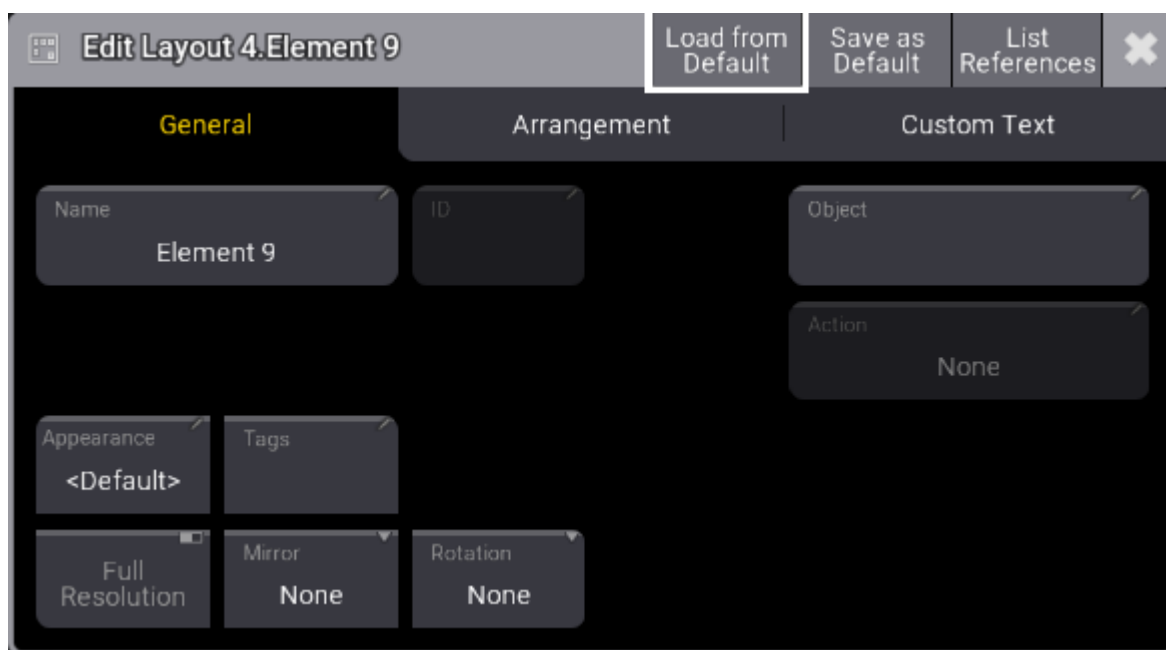 Edit Layout 4.Element 9
Load from
Default
Save as
Default
List
References
General
Arrangement
Custom Text
Name
Element 9
ID
Object
Action
None
Appearance
<Default>
Tags
Full
Resolution
Mirror
None
Rotation
None